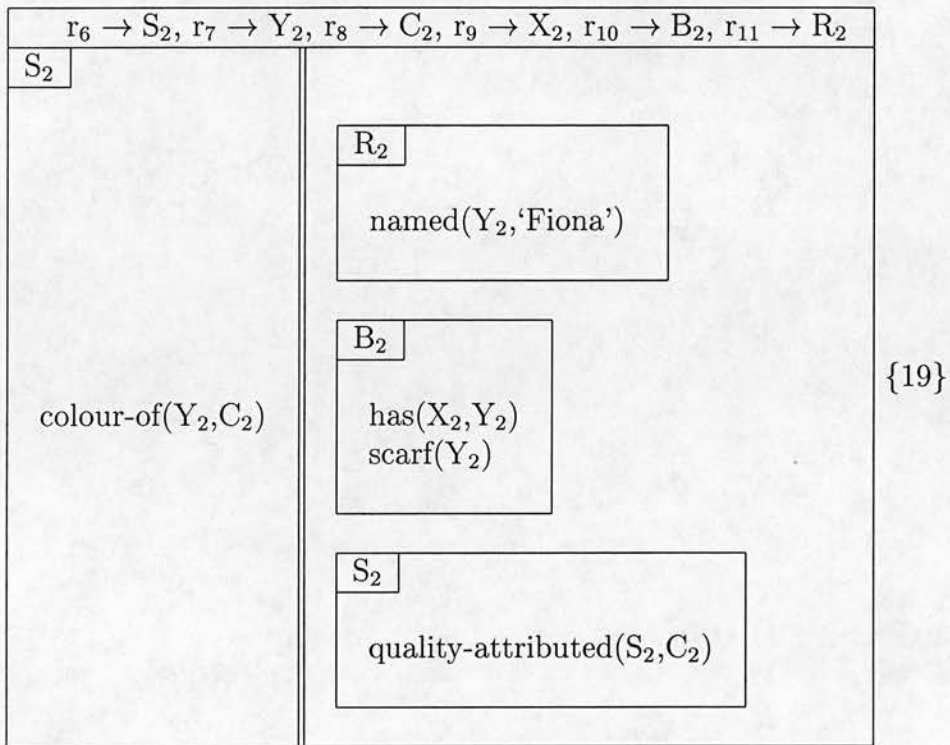 r₆ → S₂, r₇ → Y₂, r₈ → C₂, r₉ → X₂, r₁₀ → B₂, r₁₁ → R₂
S₂
R₂
named(Y₂,‘Fiona’)
B₂
colour-of(Y₂,C₂)
has(X₂,Y₂)
scarf(Y₂)
{19}
S₂
quality-attributed(S₂,C₂)